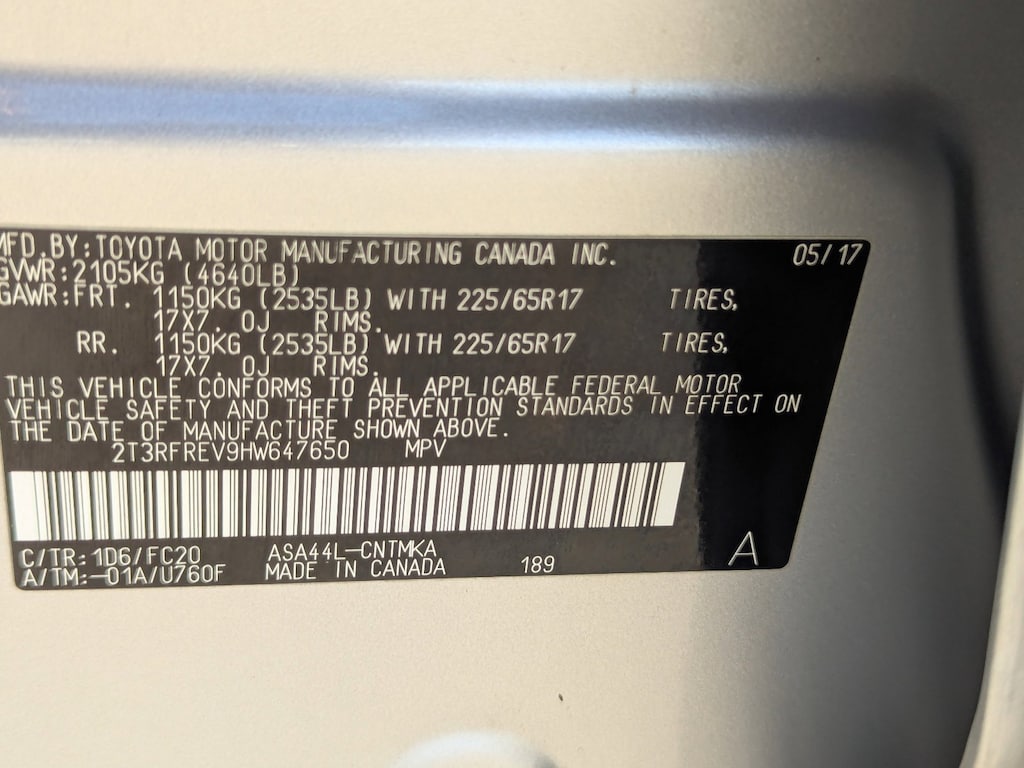 MFD. BY: TOYOTA MOTOR MANUFACTURING CANADA INC. 05/17
GVWR: 2105KG (4640LB)
GAWR: FRT. 1150KG (2535LB) WITH 225/65R17 TIRES,
17X7. 0J RIMS.
RR. 1150KG (2535LB) WITH 225/65R17 TIRES,
17X7. 0J RIMS.
THIS VEHICLE CONFORMS TO ALL APPLICABLE FEDERAL MOTOR
VEHICLE SAFETY AND THEFT PREVENTION STANDARDS IN EFFECT ON
THE DATE OF MANUFACTURE SHOWN ABOVE.
2T3RFREV9HW647650 MPV
C/TR: 1D6/FC20 ASA44L-CNTMKA
A/TM:-01A/U760F MADE IN CANADA 189 A